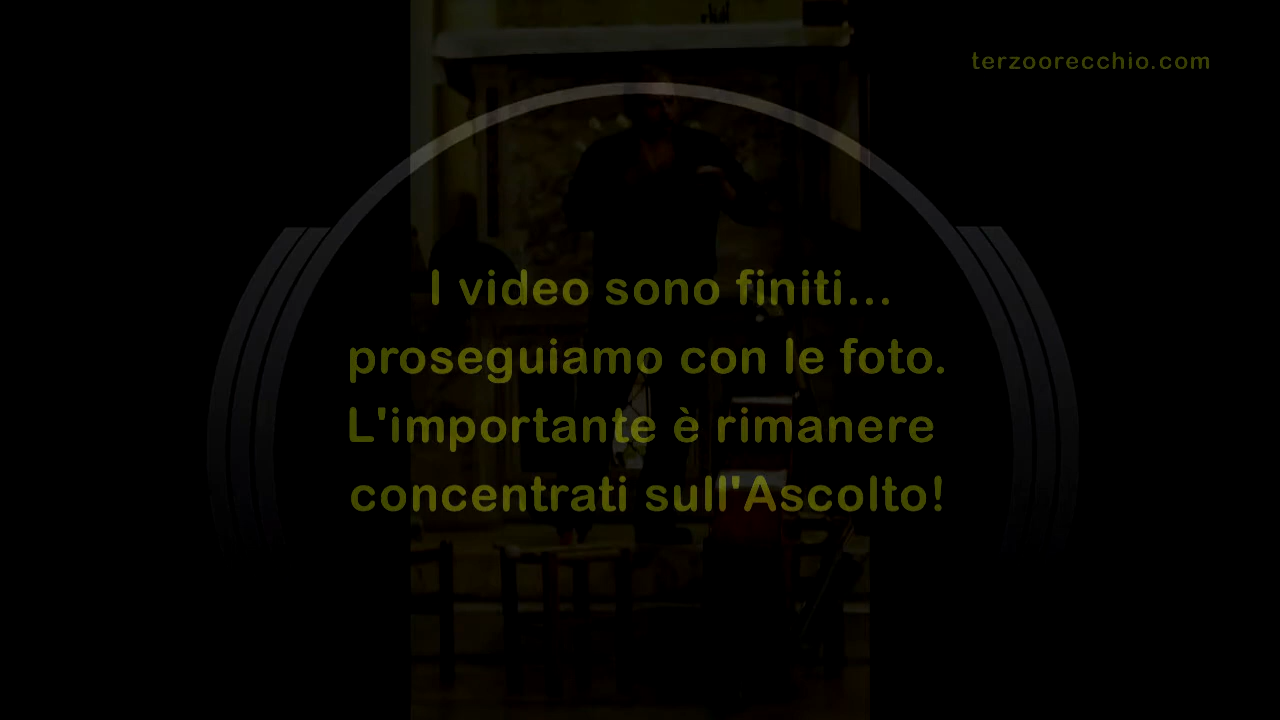 terzoorecchio.com
I video sono finiti...
proseguiamo con le foto.
L'importante è rimanere
concentrati sull'Ascolto!